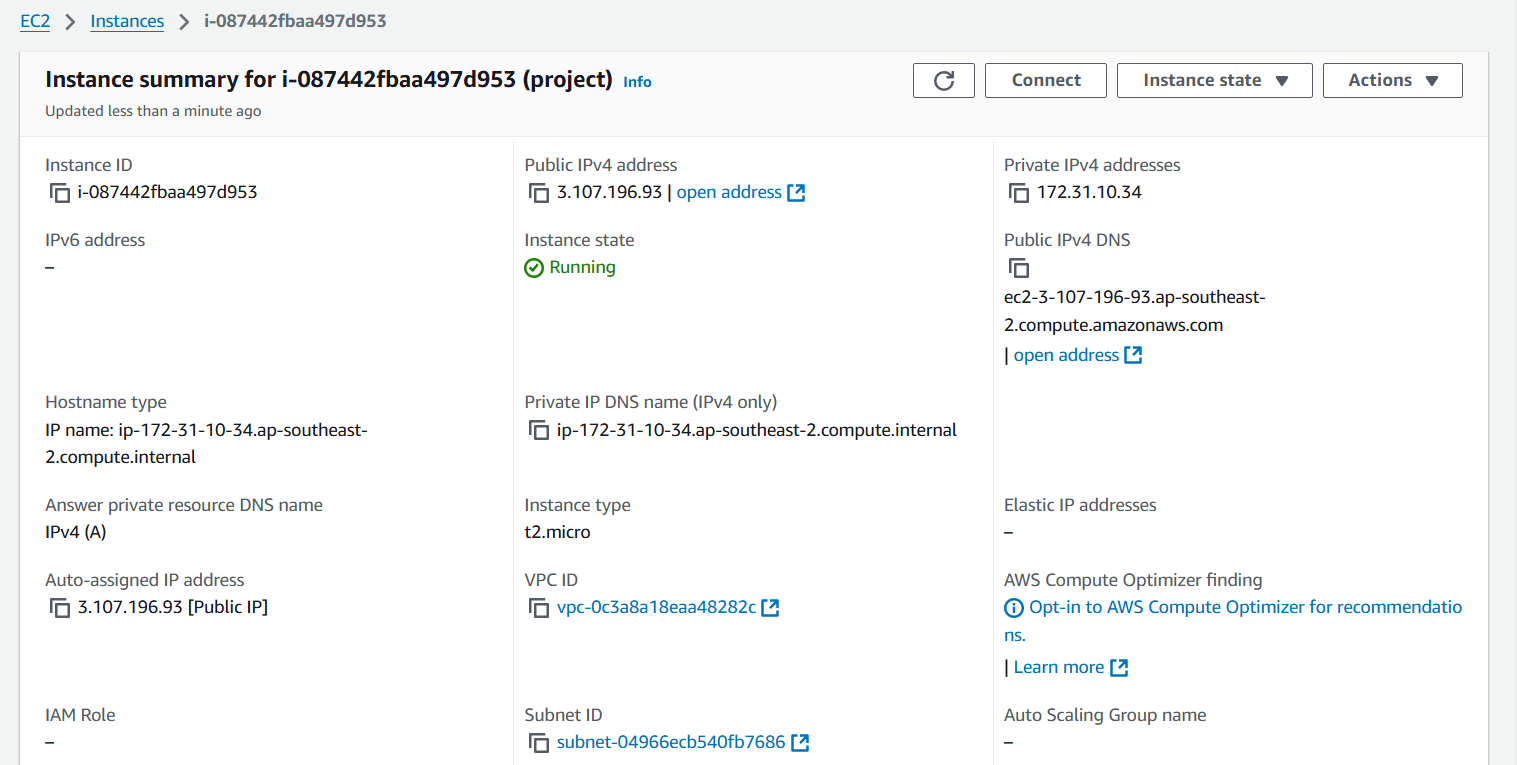 EC2 > Instances > i-087442fbaa497d953
Instance summary for i-087442fbaa497d953 (project) Info
Updated less than a minute ago
Connect
Instance state
Actions
Instance ID
i-087442fbaa497d953
Public IPv4 address
3.107.196.93 | open address
Private IPv4 addresses
172.31.10.34
IPv6 address
–
Instance state
Running
Public IPv4 DNS
ec2-3-107-196-93.ap-southeast-
2.compute.amazonaws.com
| open address
Hostname type
IP name: ip-172-31-10-34.ap-southeast-
2.compute.internal
Private IP DNS name (IPv4 only)
ip-172-31-10-34.ap-southeast-2.compute.internal
Answer private resource DNS name
IPv4 (A)
Instance type
t2.micro
Elastic IP addresses
–
Auto-assigned IP address
3.107.196.93 [Public IP]
VPC ID
vpc-0c3a8a18eaa48282c
AWS Compute Optimizer finding
Opt-in to AWS Compute Optimizer for recommendatio
ns.
| Learn more
IAM Role
–
Subnet ID
subnet-04966ecb540fb7686
Auto Scaling Group name
–